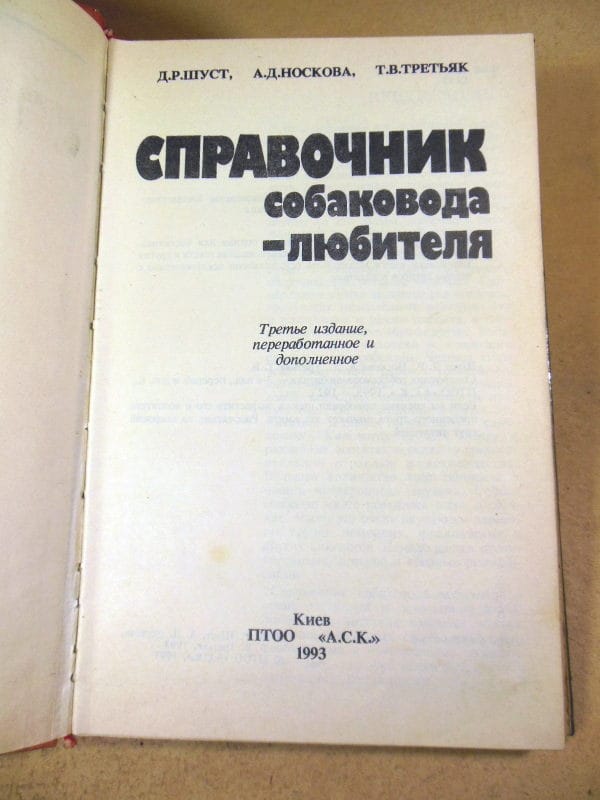 Д.Р.ШУСТ, А.Д.НОСКОВА, Т.В.ТРЕТЬЯК
СПРАВОЧНИК
собаковода
-любителя
Третье издание,
переработанное и
дополненное
Киев
ПТОО «А.С.К.»
1993